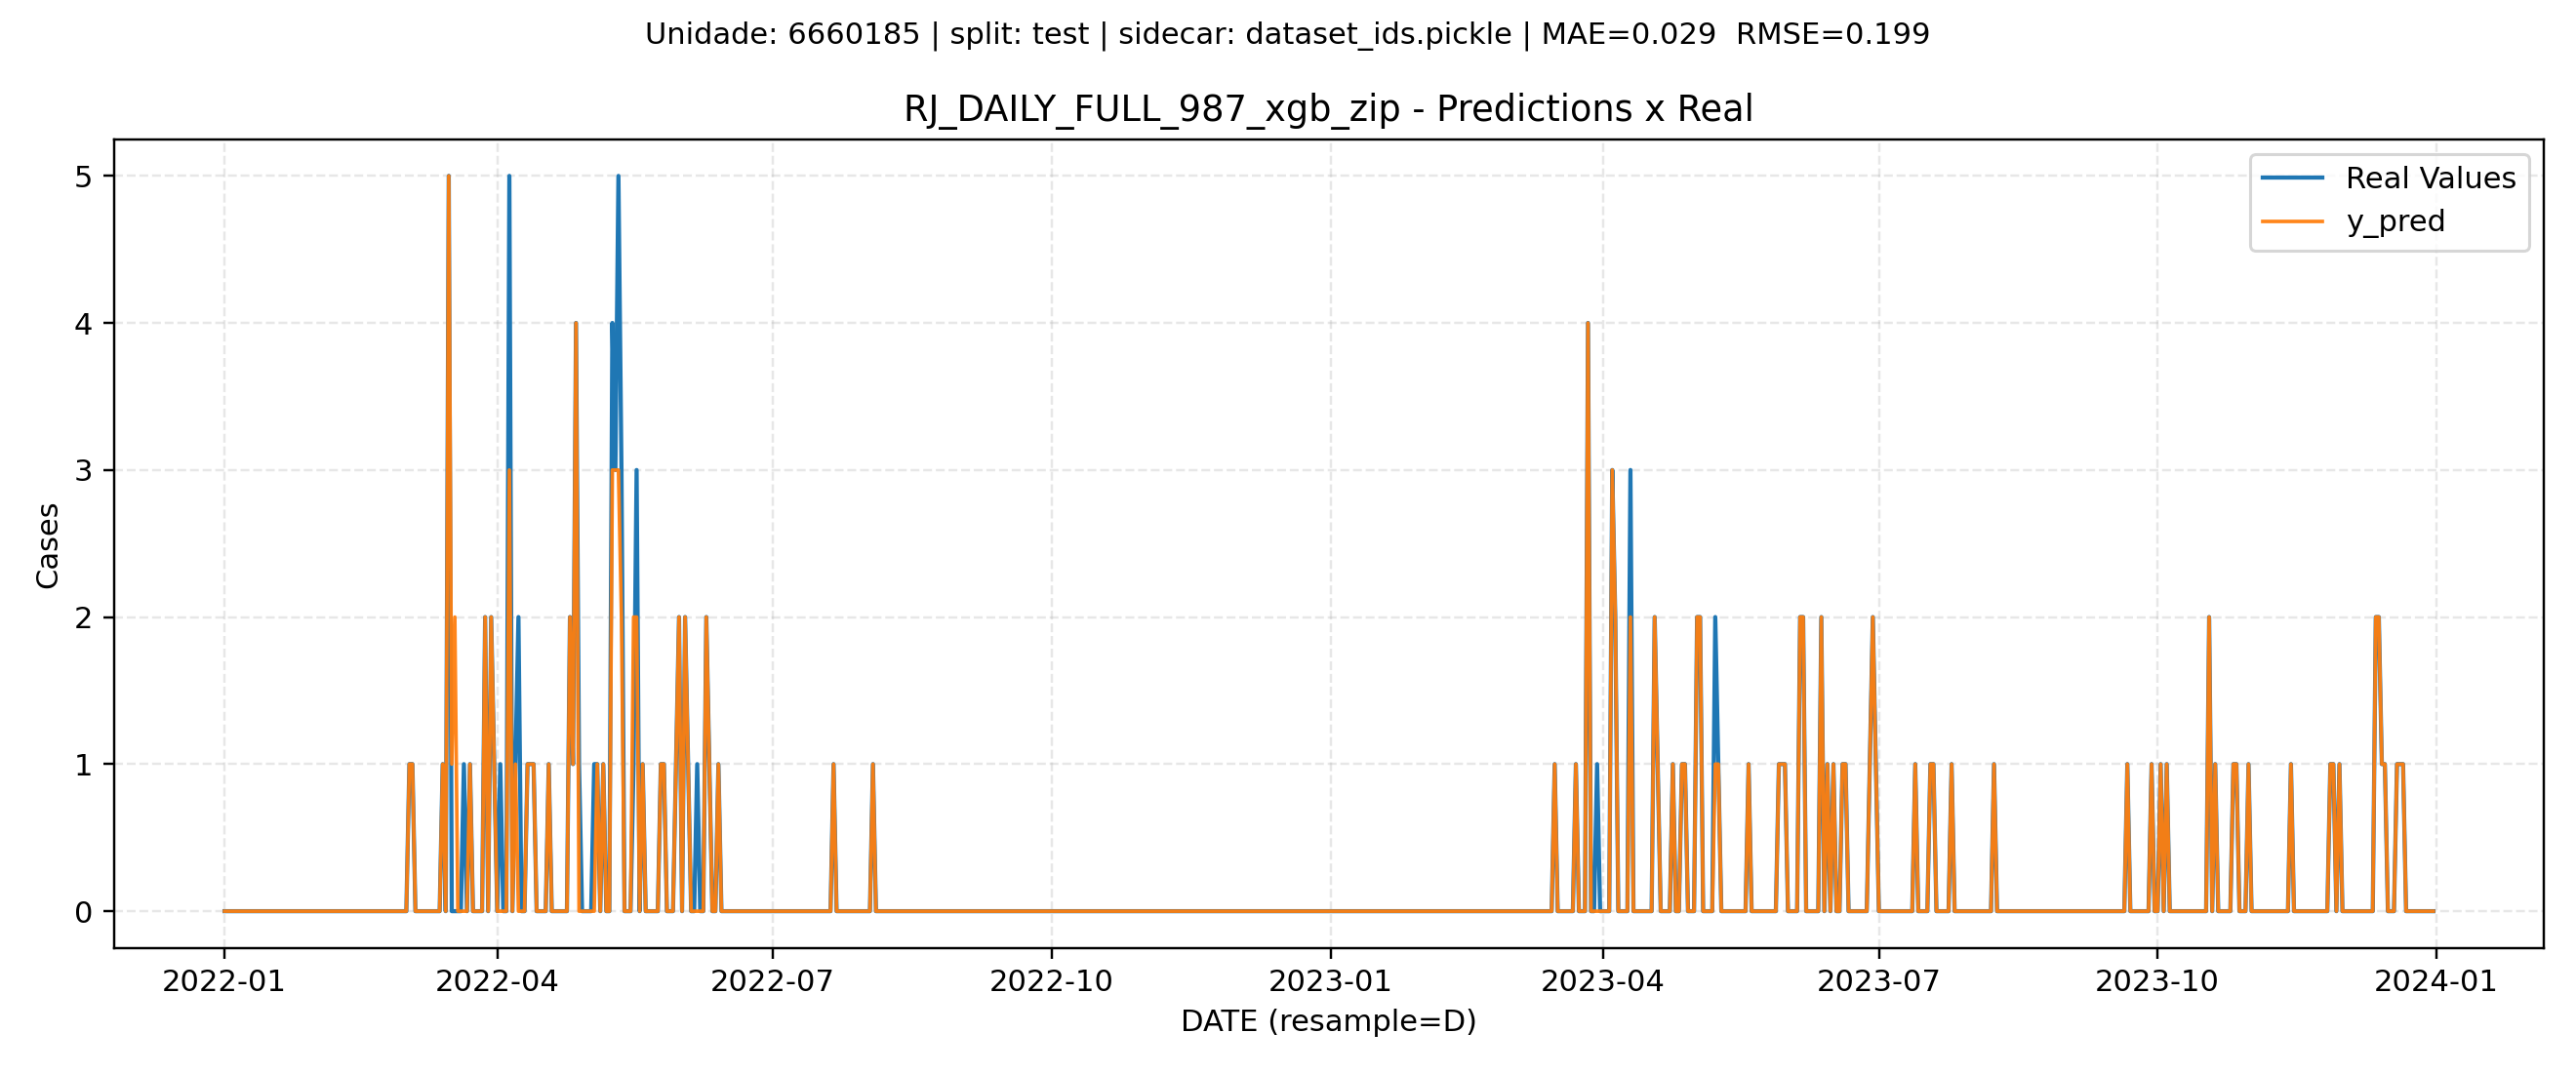 Unidade: 6660185 | split: test | sidecar: dataset_ids.pickle | MAE=0.029  RMSE=0.199
RJ_DAILY_FULL_987_xgb_zip - Predictions x Real
Real Values
y_pred
5
4
3
2
1
0
Cases
2022-01
2022-04
2022-07
2022-10
2023-01
2023-04
2023-07
2023-10
2024-01
DATE (resample=D)